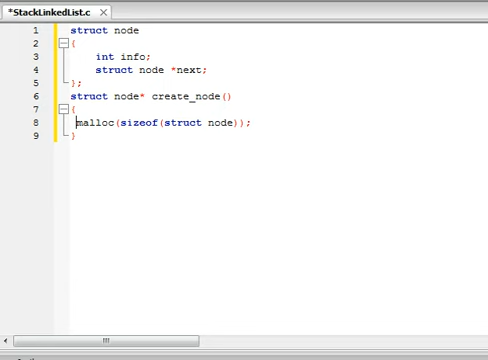 *StackLinkedList.c
1 struct node
2 {
3 int info;
4 struct node *next;
5 };
6 struct node* create_node()
7 {
8 malloc(sizeof(struct node));
9 }